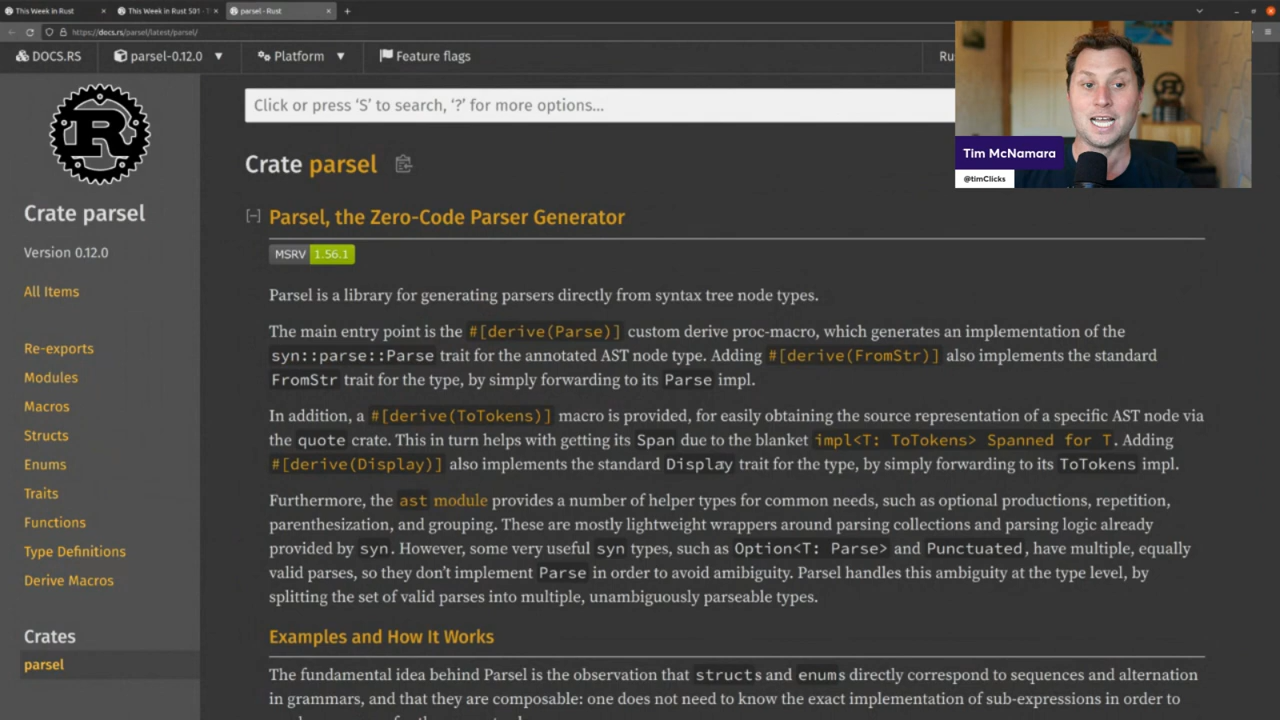 This Week in Rust
This Week in Rust 501 · T
parsel - Rust
https://docs.rs/parsel/latest/parsel/
DOCS.RS
parsel-0.12.0
Platform
Feature flags
Ru
Click or press ‘S’ to search, ‘?’ for more options…
Tim McNamara
@timClicks
R
Crate parsel
Version 0.12.0
All Items
Re-exports
Modules
Macros
Structs
Enums
Traits
Functions
Type Definitions
Derive Macros
Crates
parsel
Crate parsel
[-] Parsel, the Zero-Code Parser Generator
MSRV 1.56.1
Parsel is a library for generating parsers directly from syntax tree node types.
The main entry point is the #[derive(Parse)] custom derive proc-macro, which generates an implementation of the
syn::parse::Parse trait for the annotated AST node type. Adding #[derive(FromStr)] also implements the standard
FromStr trait for the type, by simply forwarding to its Parse impl.
In addition, a #[derive(ToTokens)] macro is provided, for easily obtaining the source representation of a specific AST node via
the quote crate. This in turn helps with getting its Span due to the blanket impl<T: ToTokens> Spanned for T. Adding
#[derive(Display)] also implements the standard Display trait for the type, by simply forwarding to its ToTokens impl.
Furthermore, the ast module provides a number of helper types for common needs, such as optional productions, repetition,
parenthesization, and grouping. These are mostly lightweight wrappers around parsing collections and parsing logic already
provided by syn. However, some very useful syn types, such as Option<T: Parse> and Punctuated, have multiple, equally
valid parses, so they don’t implement Parse in order to avoid ambiguity. Parsel handles this ambiguity at the type level, by
splitting the set of valid parses into multiple, unambiguously parseable types.
Examples and How It Works
The fundamental idea behind Parsel is the observation that structs and enums directly correspond to sequences and alternation
in grammars, and that they are composable: one does not need to know the exact implementation of sub-expressions in order to